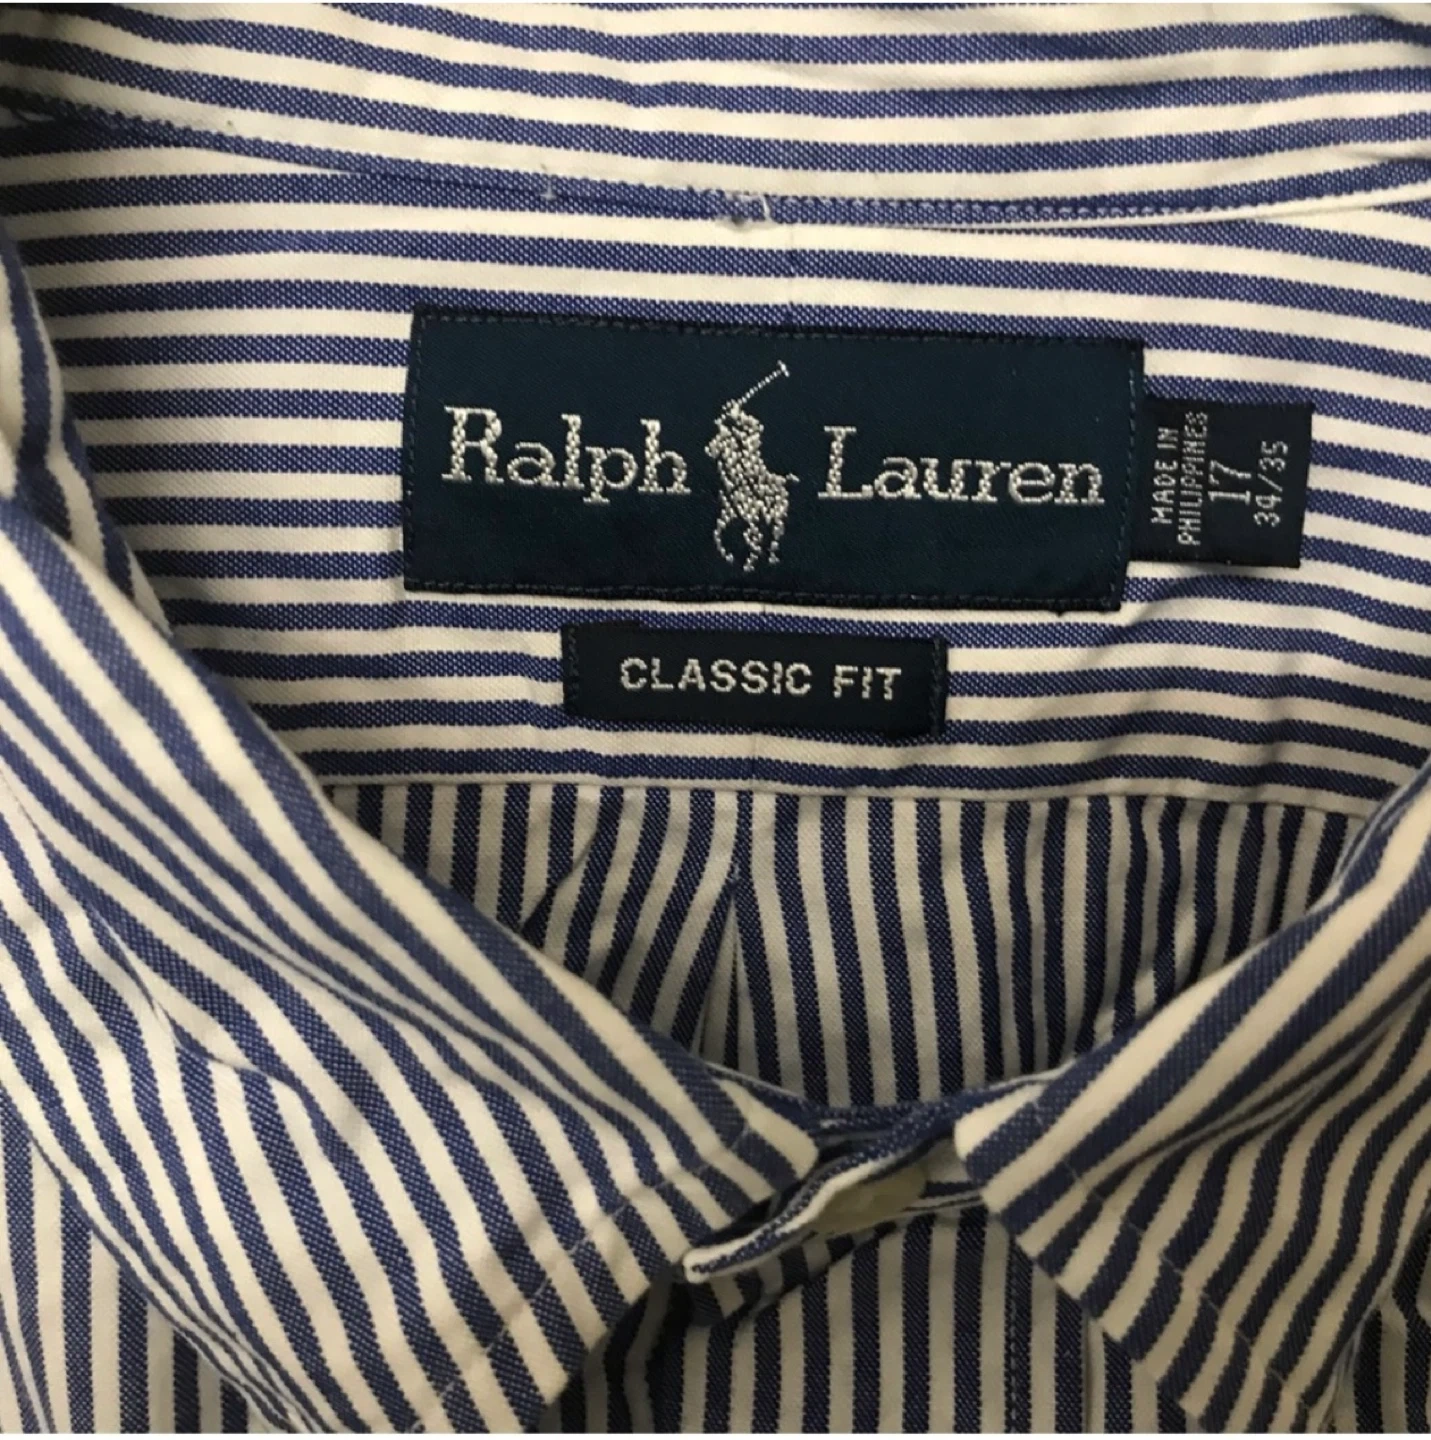 Ralph Lauren
MADE IN
PHILIPPINES
17
34/35
CLASSIC FIT